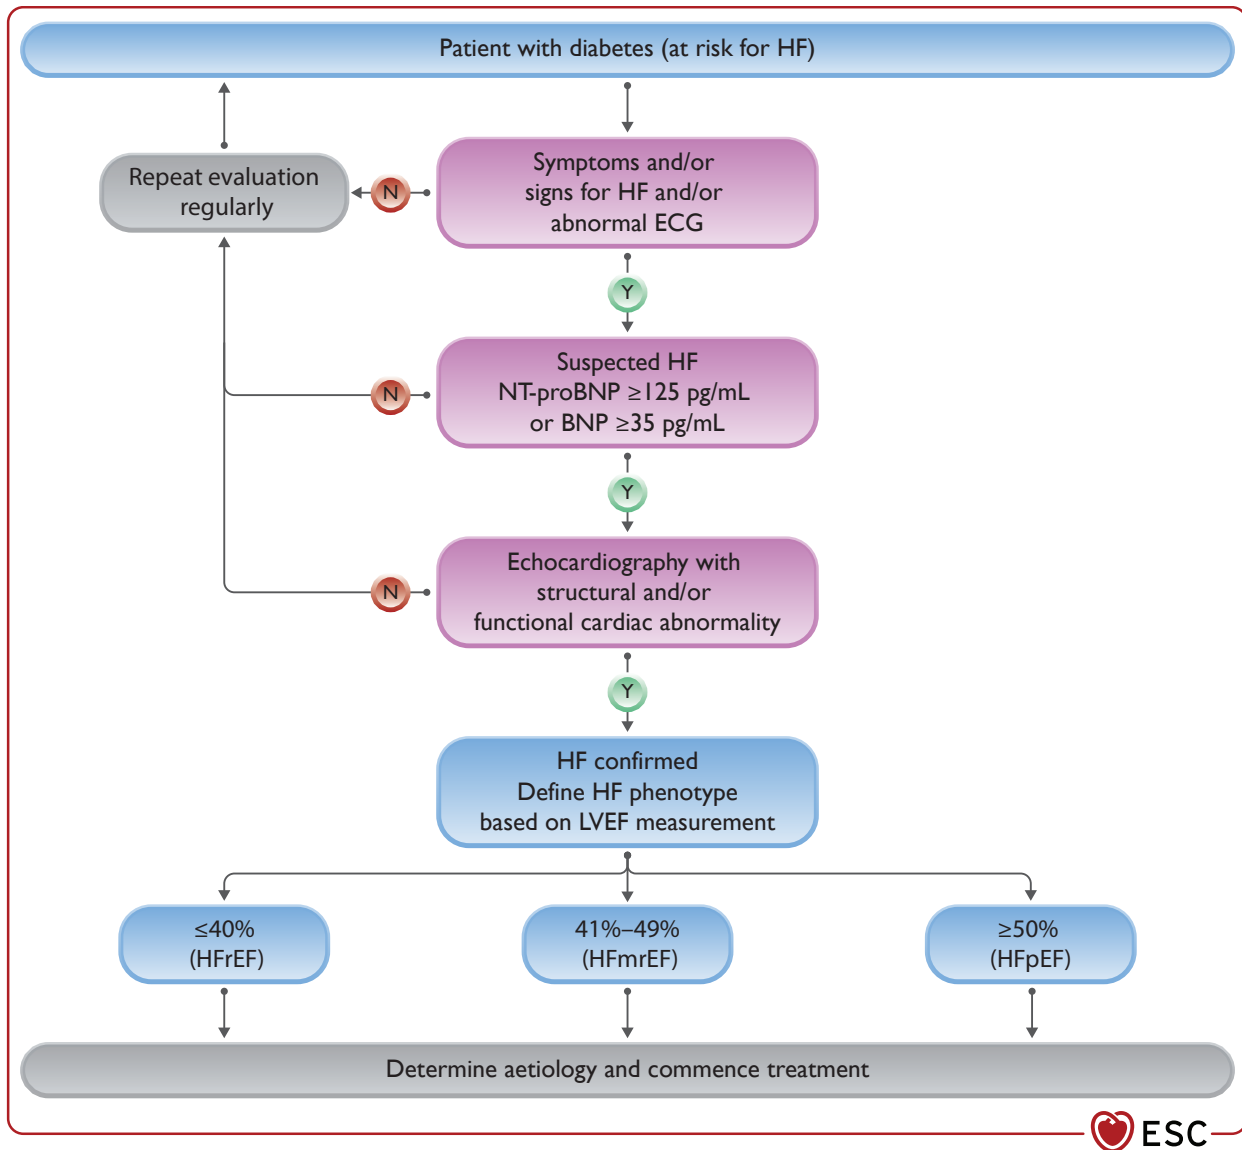 Patient with diabetes (at risk for HF)
Symptoms and/or
signs for HF and/or
abnormal ECG
N
Repeat evaluation
regularly
Y
Suspected HF
NT-proBNP ≥125 pg/mL
or BNP ≥35 pg/mL
N
Y
Echocardiography with
structural and/or
functional cardiac abnormality
N
Y
HF confirmed
Define HF phenotype
based on LVEF measurement
≤40%
(HFrEF)
41%–49%
(HFmrEF)
≥50%
(HFpEF)
Determine aetiology and commence treatment
ESC